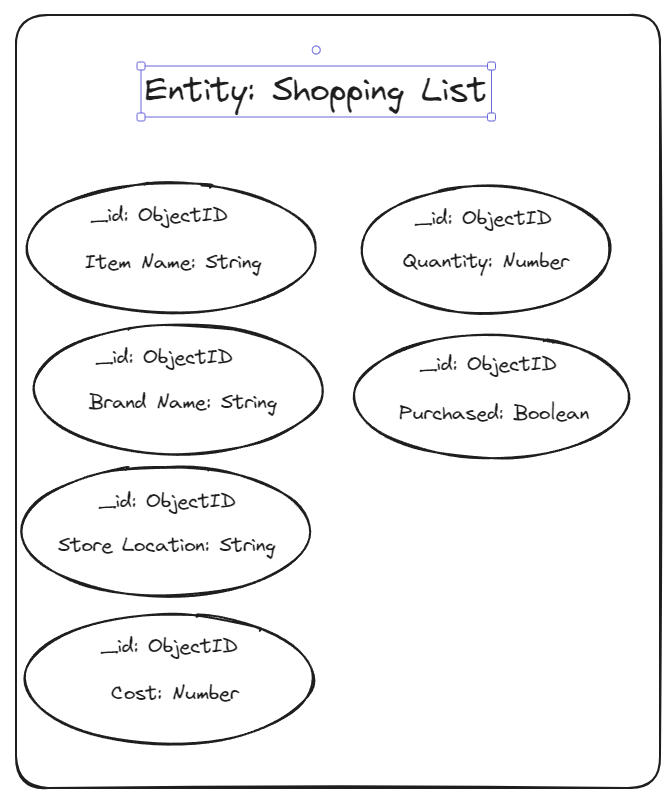 Entity: Shopping List
_id: ObjectID
Item Name: String
_id: ObjectID
Quantity: Number
_id: ObjectID
Brand Name: String
_id: ObjectID
Purchased: Boolean
_id: ObjectID
Store Location: String
_id: ObjectID
Cost: Number